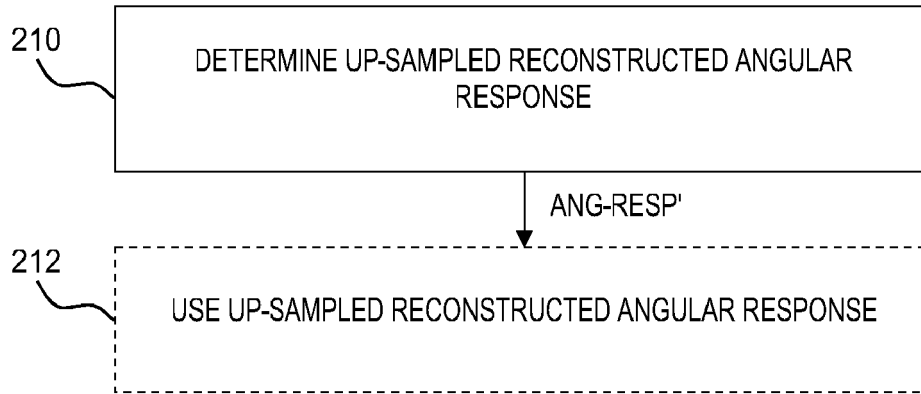 210
DETERMINE UP-SAMPLED RECONSTRUCTED ANGULAR
RESPONSE
ANG-RESP'
212
USE UP-SAMPLED RECONSTRUCTED ANGULAR RESPONSE